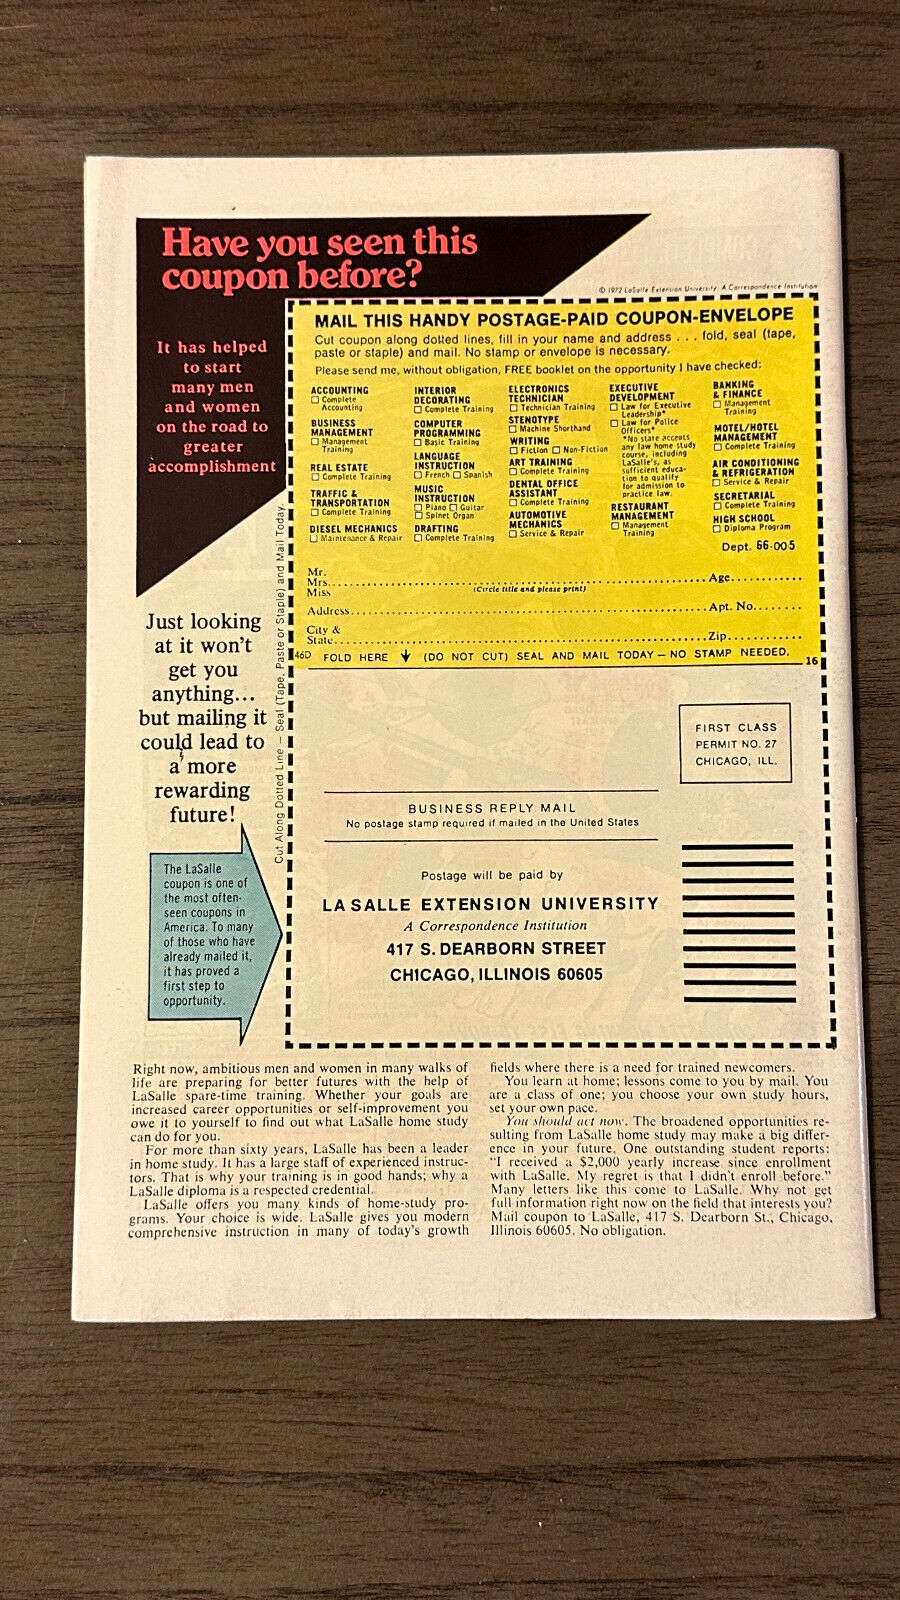 Have you seen this
coupon before?
© 1972 LaSalle Extension University. A Correspondence Institution
It has helped
to start
many men
and women
on the road to
greater
accomplishment
Just looking
at it won't
get you
anything...
but mailing it
could lead to
a more
rewarding
future!
The LaSalle
coupon is one of
the most often-
seen coupons in
America. To many
of those who have
already mailed it,
it has proved a
first step to
opportunity.
Cut Along Dotted Line – Seal (Tape, Paste or Staple) and Mail Today.
MAIL THIS HANDY POSTAGE-PAID COUPON-ENVELOPE
Cut coupon along dotted lines, fill in your name and address . . . fold, seal (tape,
paste or staple) and mail. No stamp or envelope is necessary.
Please send me, without obligation, FREE booklet on the opportunity I have checked:
ACCOUNTING
☐ Complete
Accounting
BUSINESS
MANAGEMENT
☐ Management
Training
REAL ESTATE
☐ Complete Training
TRAFFIC &
TRANSPORTATION
☐ Complete Training
DIESEL MECHANICS
☐ Maintenance & Repair
INTERIOR
DECORATING
☐ Complete Training
COMPUTER
PROGRAMMING
☐ Basic Training
LANGUAGE
INSTRUCTION
☐ French ☐ Spanish
MUSIC
INSTRUCTION
☐ Piano ☐ Guitar
☐ Spinet Organ
DRAFTING
☐ Complete Training
ELECTRONICS
TECHNICIAN
☐ Technician Training
STENOTYPE
☐ Machine Shorthand
WRITING
☐ Fiction ☐ Non-Fiction
ART TRAINING
☐ Complete Training
DENTAL OFFICE
ASSISTANT
☐ Complete Training
AUTOMOTIVE
MECHANICS
☐ Service & Repair
EXECUTIVE
DEVELOPMENT
☐ Law for Executive
Leadership*
☐ Law for Police
Officers*
*No state accepts
any law home study
course, including
LaSalle's, as
sufficient educa-
tion to qualify
for admission to
practice law.
RESTAURANT
MANAGEMENT
☐ Management
Training
BANKING
& FINANCE
☐ Management
Training
MOTEL/HOTEL
MANAGEMENT
☐ Complete Training
AIR CONDITIONING
& REFRIGERATION
☐ Service & Repair
SECRETARIAL
☐ Complete Training
HIGH SCHOOL
☐ Diploma Program
Dept. 66-005
Mr.
Mrs. Age
Miss (Circle title and please print)
Address Apt. No.
City &
State Zip
46D FOLD HERE ↓ (DO NOT CUT) SEAL AND MAIL TODAY – NO STAMP NEEDED. 16
FIRST CLASS
PERMIT NO. 27
CHICAGO, ILL.
BUSINESS REPLY MAIL
No postage stamp required if mailed in the United States
Postage will be paid by
LA SALLE EXTENSION UNIVERSITY
A Correspondence Institution
417 S. DEARBORN STREET
CHICAGO, ILLINOIS 60605
Right now, ambitious men and women in many walks of
life are preparing for better futures with the help of
LaSalle spare-time training. Whether your goals are
increased career opportunities or self-improvement you
owe it to yourself to find out what LaSalle home study
can do for you.
For more than sixty years, LaSalle has been a leader
in home study. It has a large staff of experienced instruc-
tors. That is why your training is in good hands; why a
LaSalle diploma is a respected credential.
LaSalle offers you many kinds of home-study pro-
grams. Your choice is wide. LaSalle gives you modern
comprehensive instruction in many of today's growth
fields where there is a need for trained newcomers.
You learn at home; lessons come to you by mail. You
are a class of one; you choose your own study hours,
set your own pace.
You should act now. The broadened opportunities re-
sulting from LaSalle home study may make a big differ-
ence in your future. One outstanding student reports:
"I received a $2,000 yearly increase since enrollment
with LaSalle. My regret is that I didn't enroll before."
Many letters like this come to LaSalle. Why not get
full information right now on the field that interests you?
Mail coupon to LaSalle, 417 S. Dearborn St., Chicago,
Illinois 60605. No obligation.